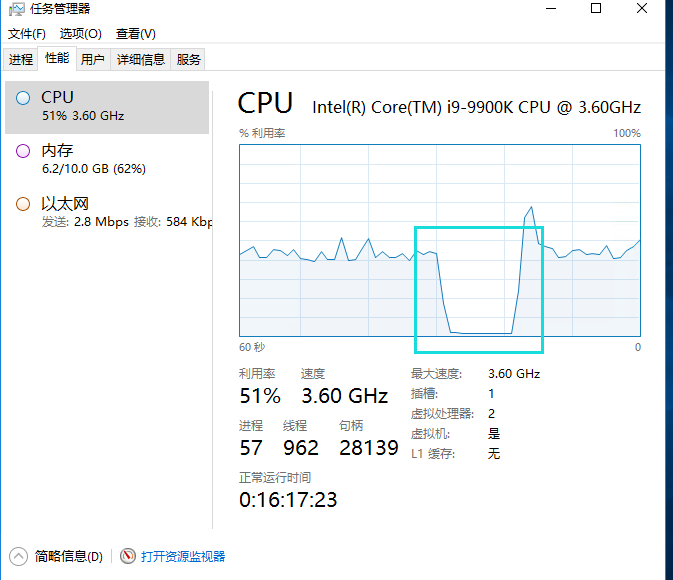 任务管理器
文件(F) 选项(O) 查看(V)
进程 性能 用户 详细信息 服务
CPU
51% 3.60 GHz
内存
6.2/10.0 GB (62%)
以太网
发送: 2.8 Mbps 接收: 584 Kbp
CPU Intel(R) Core(TM) i9-9900K CPU @ 3.60GHz
% 利用率 100%
60 秒 0
利用率 速度
51% 3.60 GHz
进程 线程 句柄
57 962 28139
正常运行时间
0:16:17:23
最大速度: 3.60 GHz
插槽: 1
虚拟处理器: 2
虚拟机: 是
L1 缓存: 无
简略信息(D) 打开资源监视器